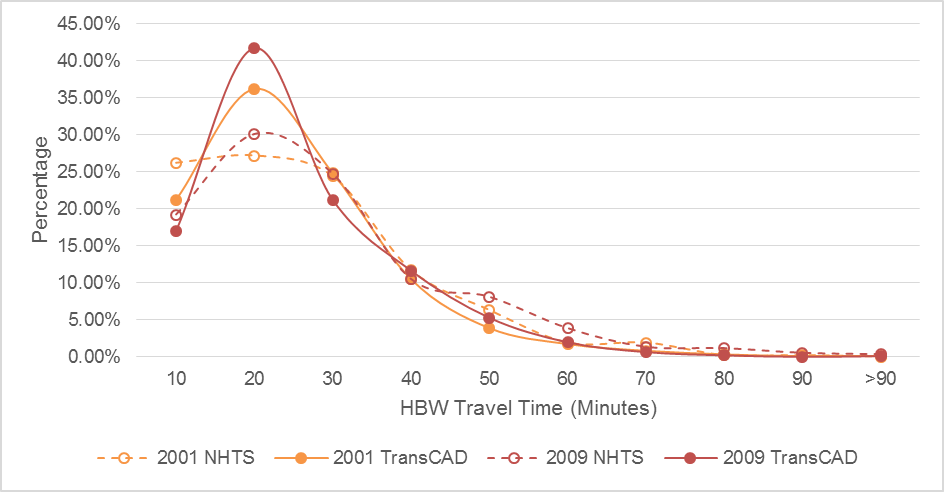 45.00%
40.00%
35.00%
30.00%
25.00%
20.00%
15.00%
10.00%
5.00%
0.00%
Percentage
10 20 30 40 50 60 70 80 90 >90
HBW Travel Time (Minutes)
2001 NHTS 2001 TransCAD 2009 NHTS 2009 TransCAD